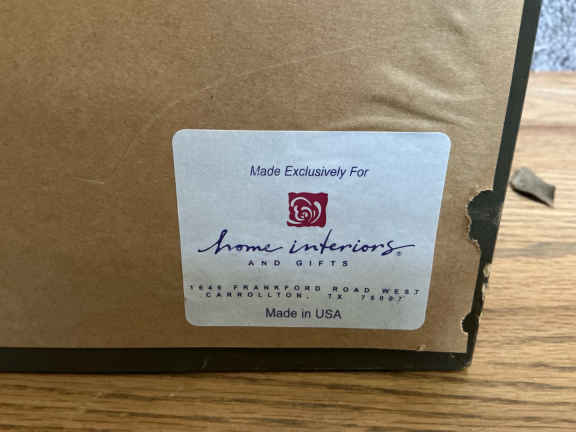 Made Exclusively For
home interiors®
AND GIFTS
1649 FRANKFORD ROAD WEST
CARROLLTON, TX 75007
Made in USA